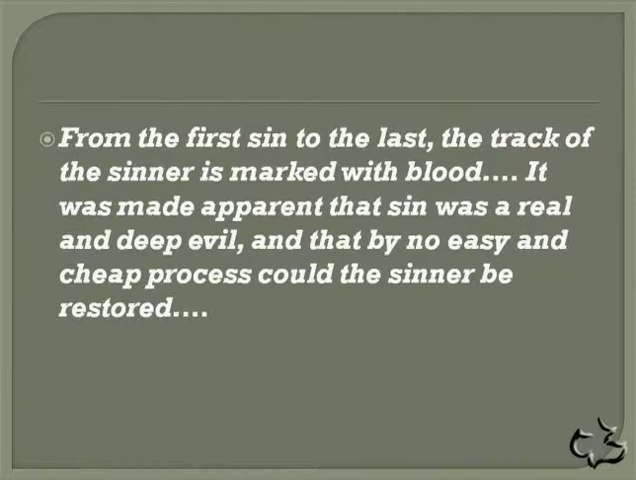 From the first sin to the last, the track of
the sinner is marked with blood.... It
was made apparent that sin was a real
and deep evil, and that by no easy and
cheap process could the sinner be
restored....